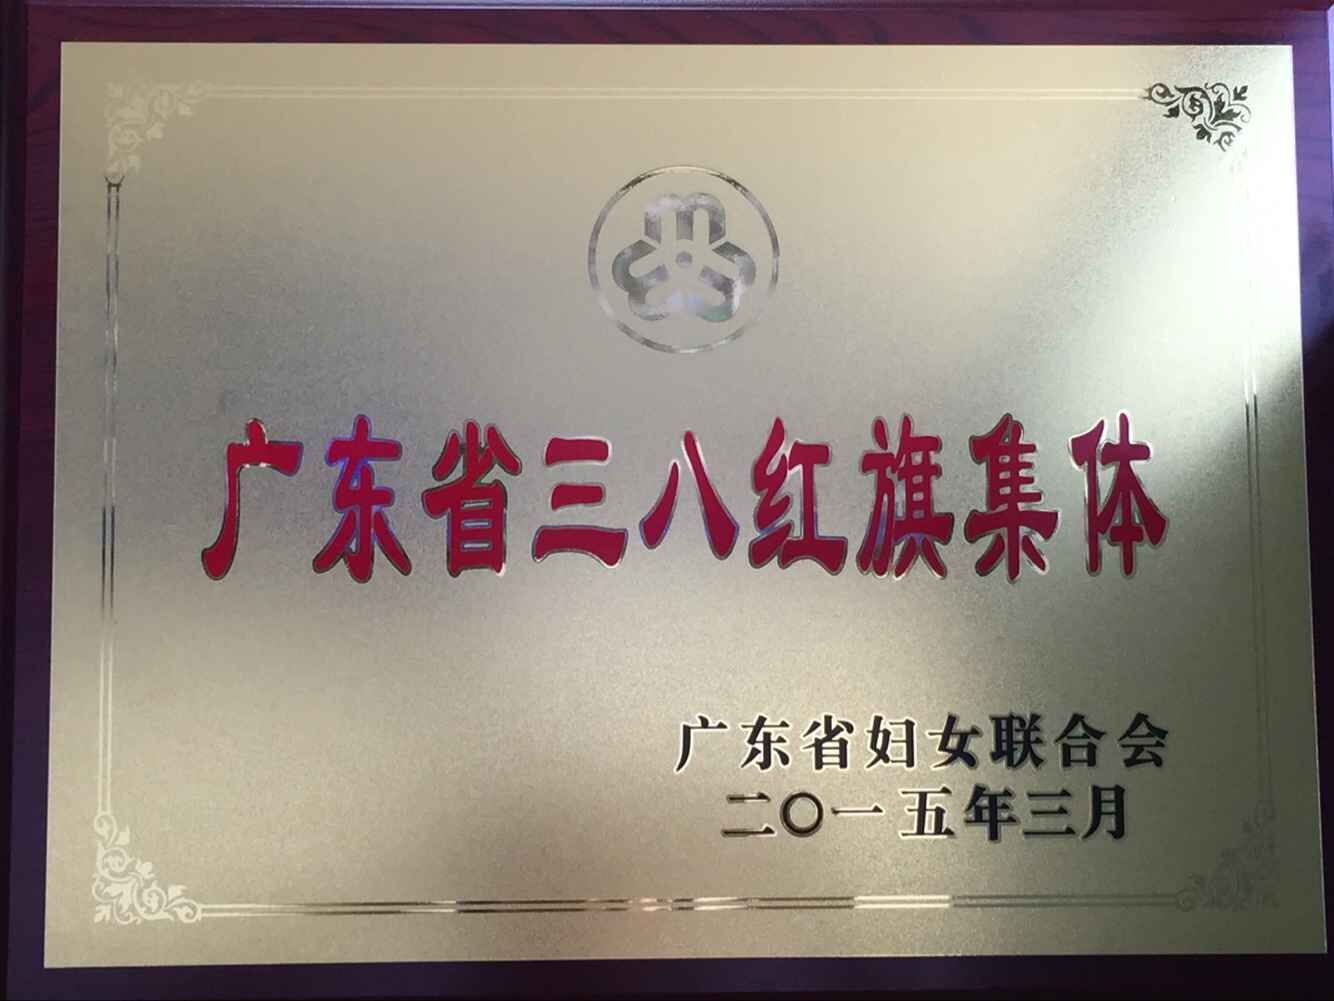 广东省三八红旗集体
广东省妇女联合会
二〇一五年三月